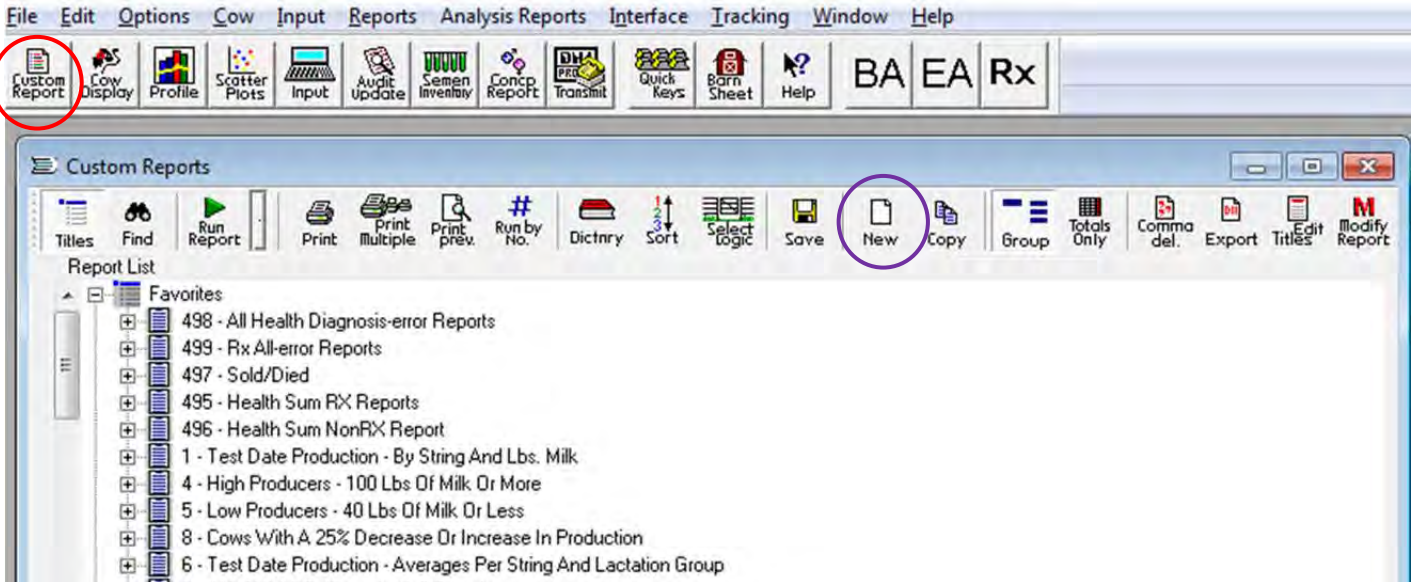 File Edit Options Cow Input Reports Analysis Reports Interface Tracking Window Help
Custom Report
Cow Display
Profile
Scatter Plots
Input
Audit Update
Semen Inventory
Concp Report
DHI PRO
Transmit
Quick Keys
Barn Sheet
Help
BA EA Rx
Custom Reports
Titles
Find
Run Report
Print
Print Multiple
Print prev.
Run by No.
Dictnry
Sort
Select Logic
Save
New
Copy
Group
Totals Only
Comma del.
Export
Edit Titles
Modify Report
Report List
Favorites
498 - All Health Diagnosis-error Reports
499 - Rx All-error Reports
497 - Sold/Died
495 - Health Sum RX Reports
496 - Health Sum NonRX Report
1 - Test Date Production - By String And Lbs. Milk
4 - High Producers - 100 Lbs Of Milk Or More
5 - Low Producers - 40 Lbs Of Milk Or Less
8 - Cows With A 25% Decrease Or Increase In Production
6 - Test Date Production - Averages Per String And Lactation Group